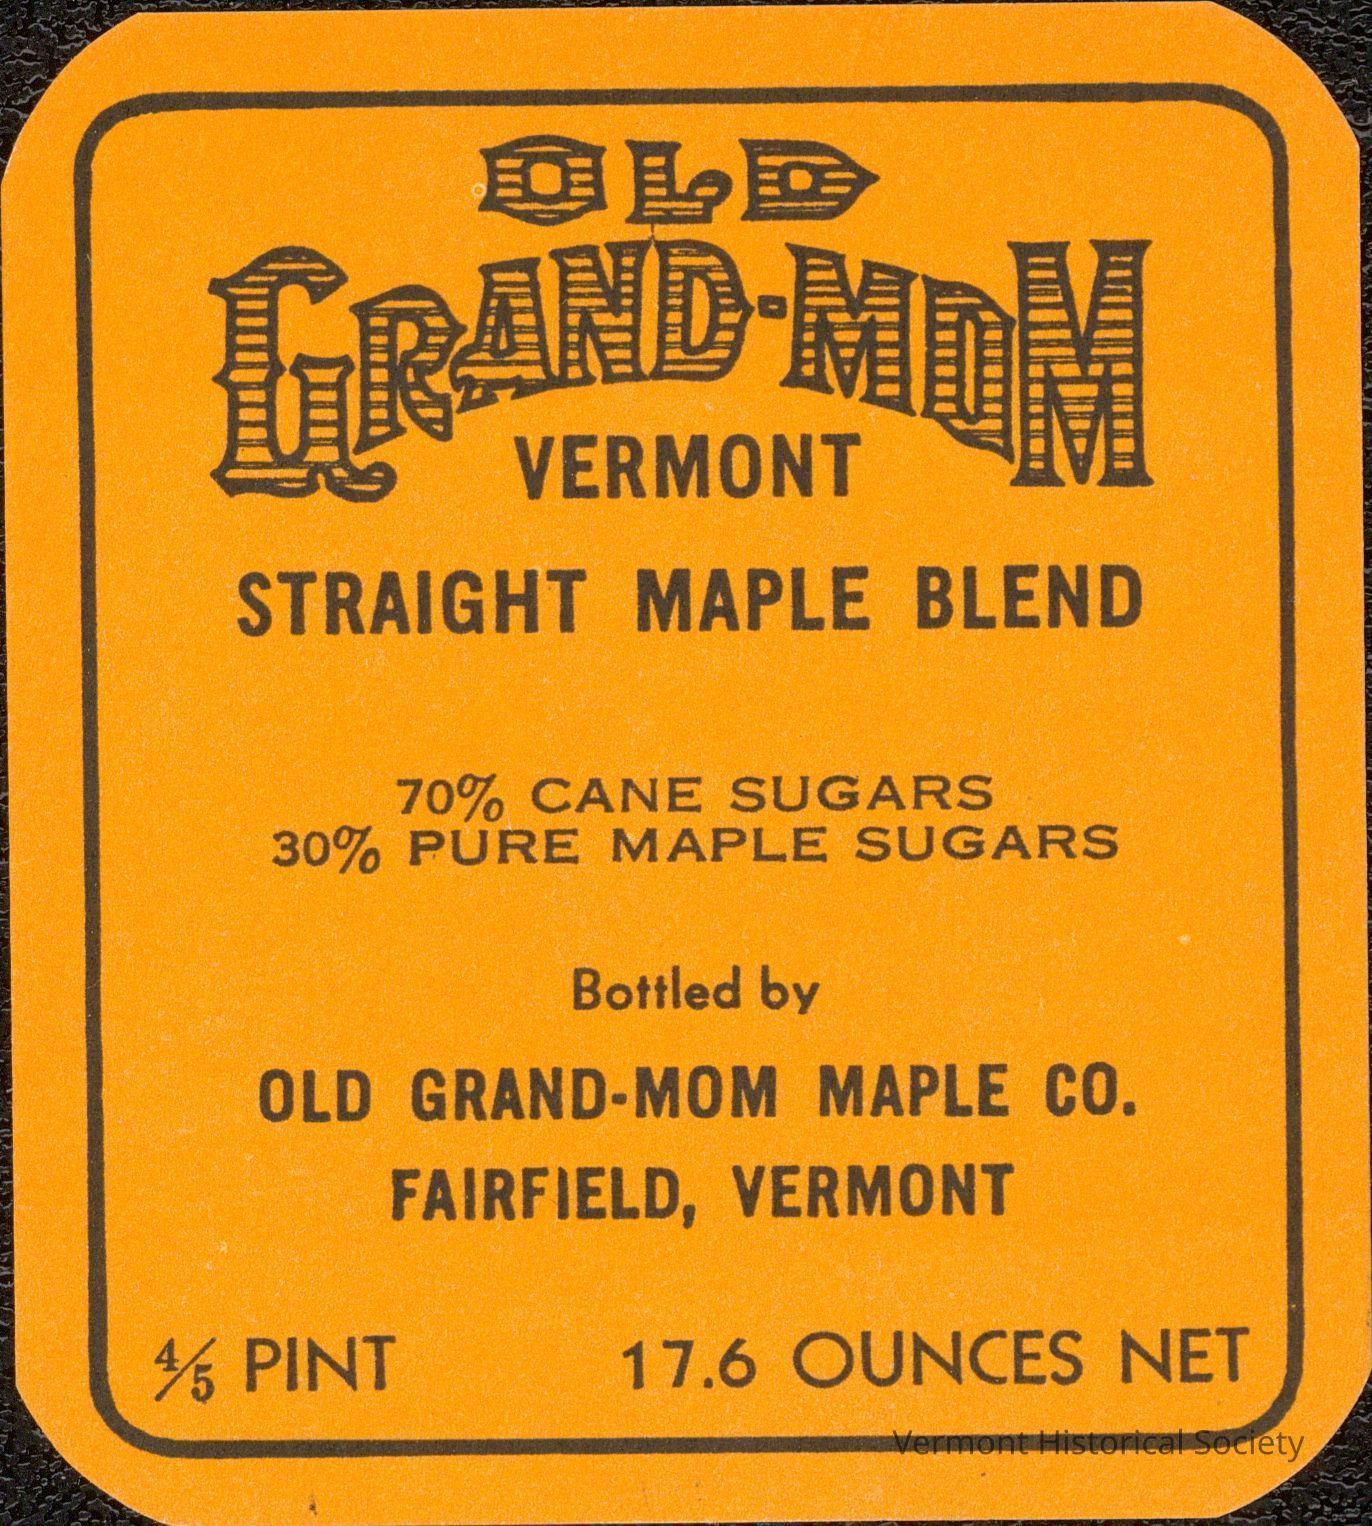 OLD
GRAND-MOM
VERMONT
STRAIGHT MAPLE BLEND
70% CANE SUGARS
30% PURE MAPLE SUGARS
Bottled by
OLD GRAND-MOM MAPLE CO.
FAIRFIELD, VERMONT
4/5 PINT 17.6 OUNCES NET
Vermont Historical Society